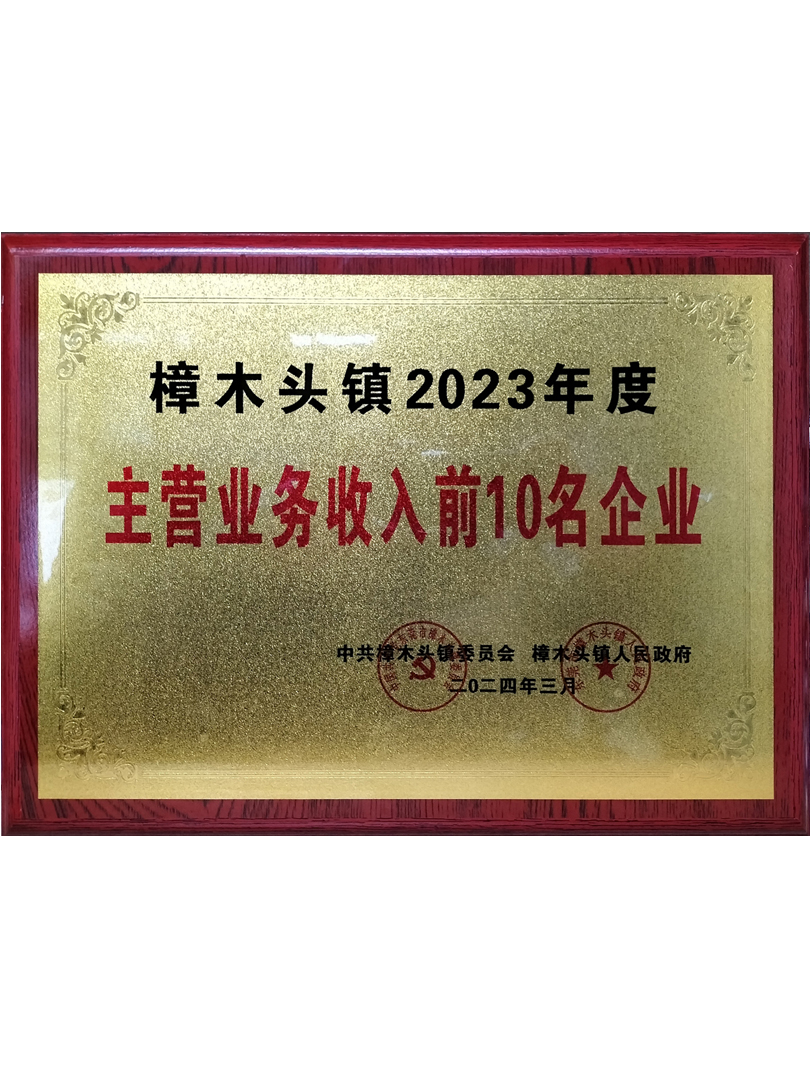 樟木头镇2023年度
主营业务收入前10名企业
中共樟木头镇委员会 樟木头镇人民政府
二〇二四年三月